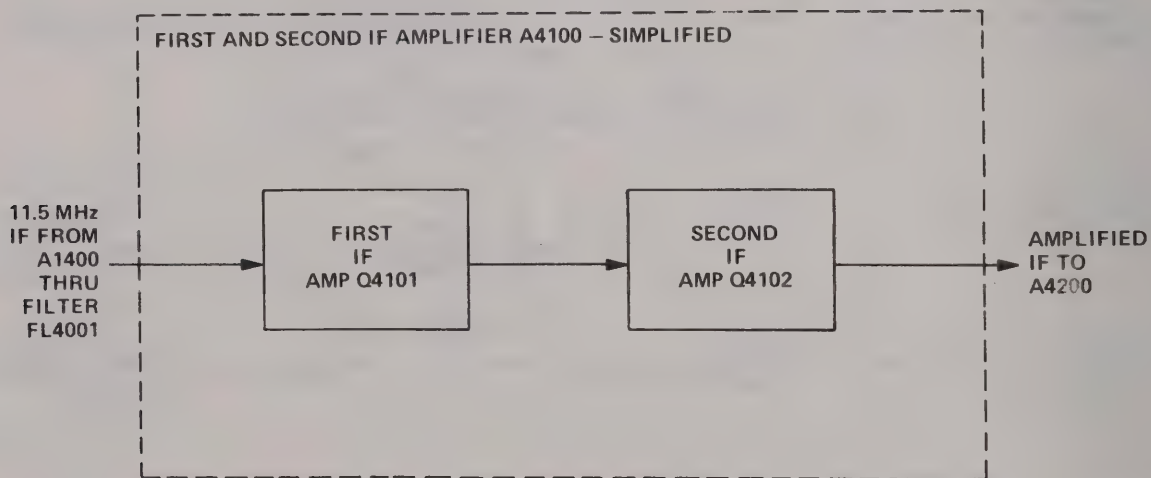 FIRST AND SECOND IF AMPLIFIER A4100 – SIMPLIFIED
11.5 MHz
IF FROM
A1400
THRU
FILTER
FL4001
FIRST
IF
AMP Q4101
SECOND
IF
AMP Q4102
AMPLIFIED
IF TO
A4200